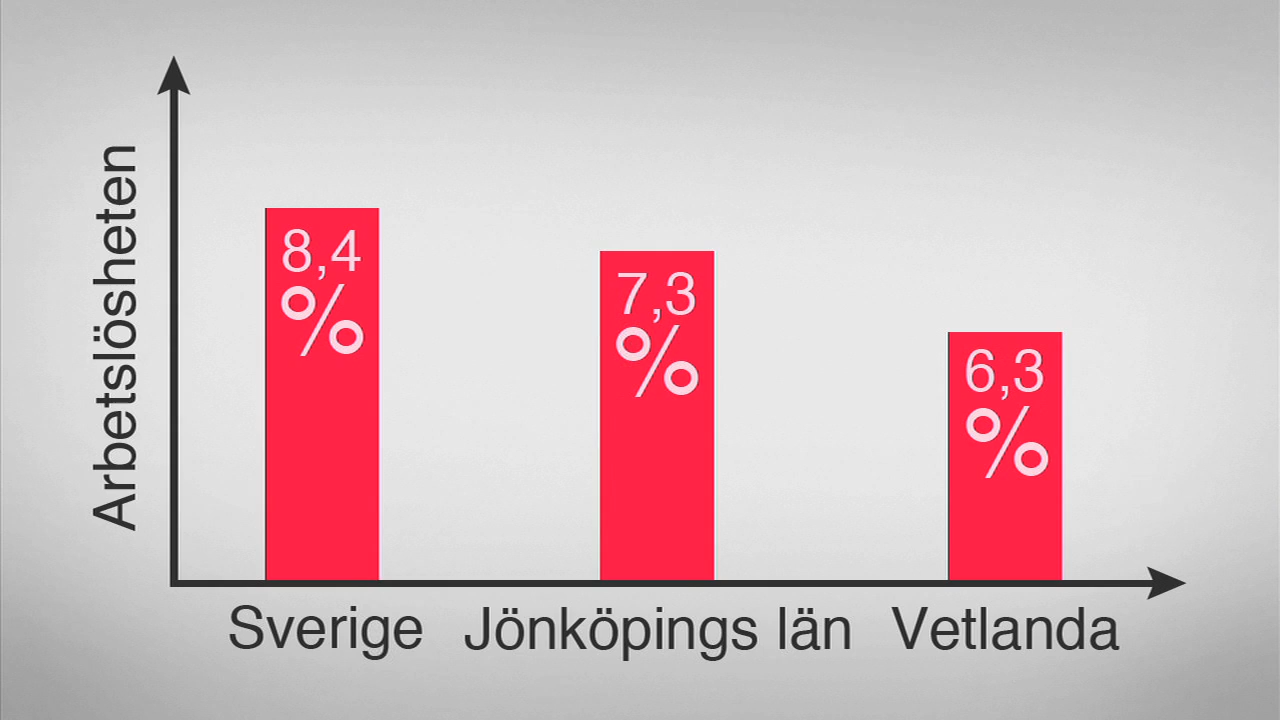 Arbetslösheten
8,4
%
7,3
%
6,3
%
Sverige
Jönköpings län
Vetlanda